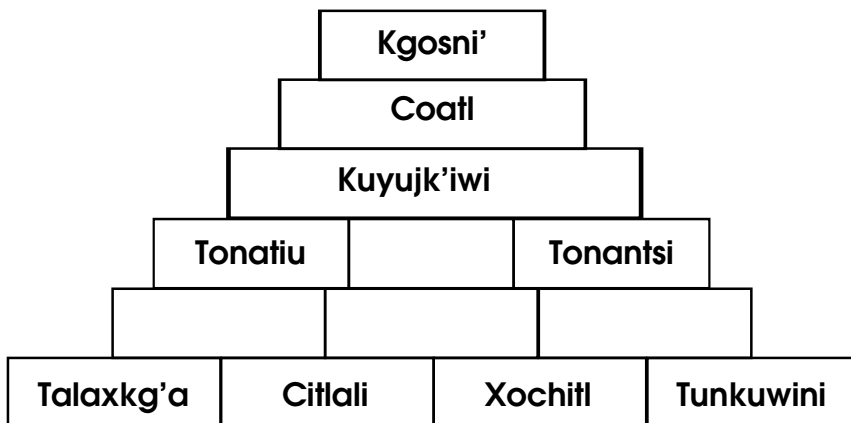 Kgosni’
Coatl
Kuyujk’iwi
Tonatiu Tonantsi
Talaxkg’a Citlali Xochitl Tunkuwini